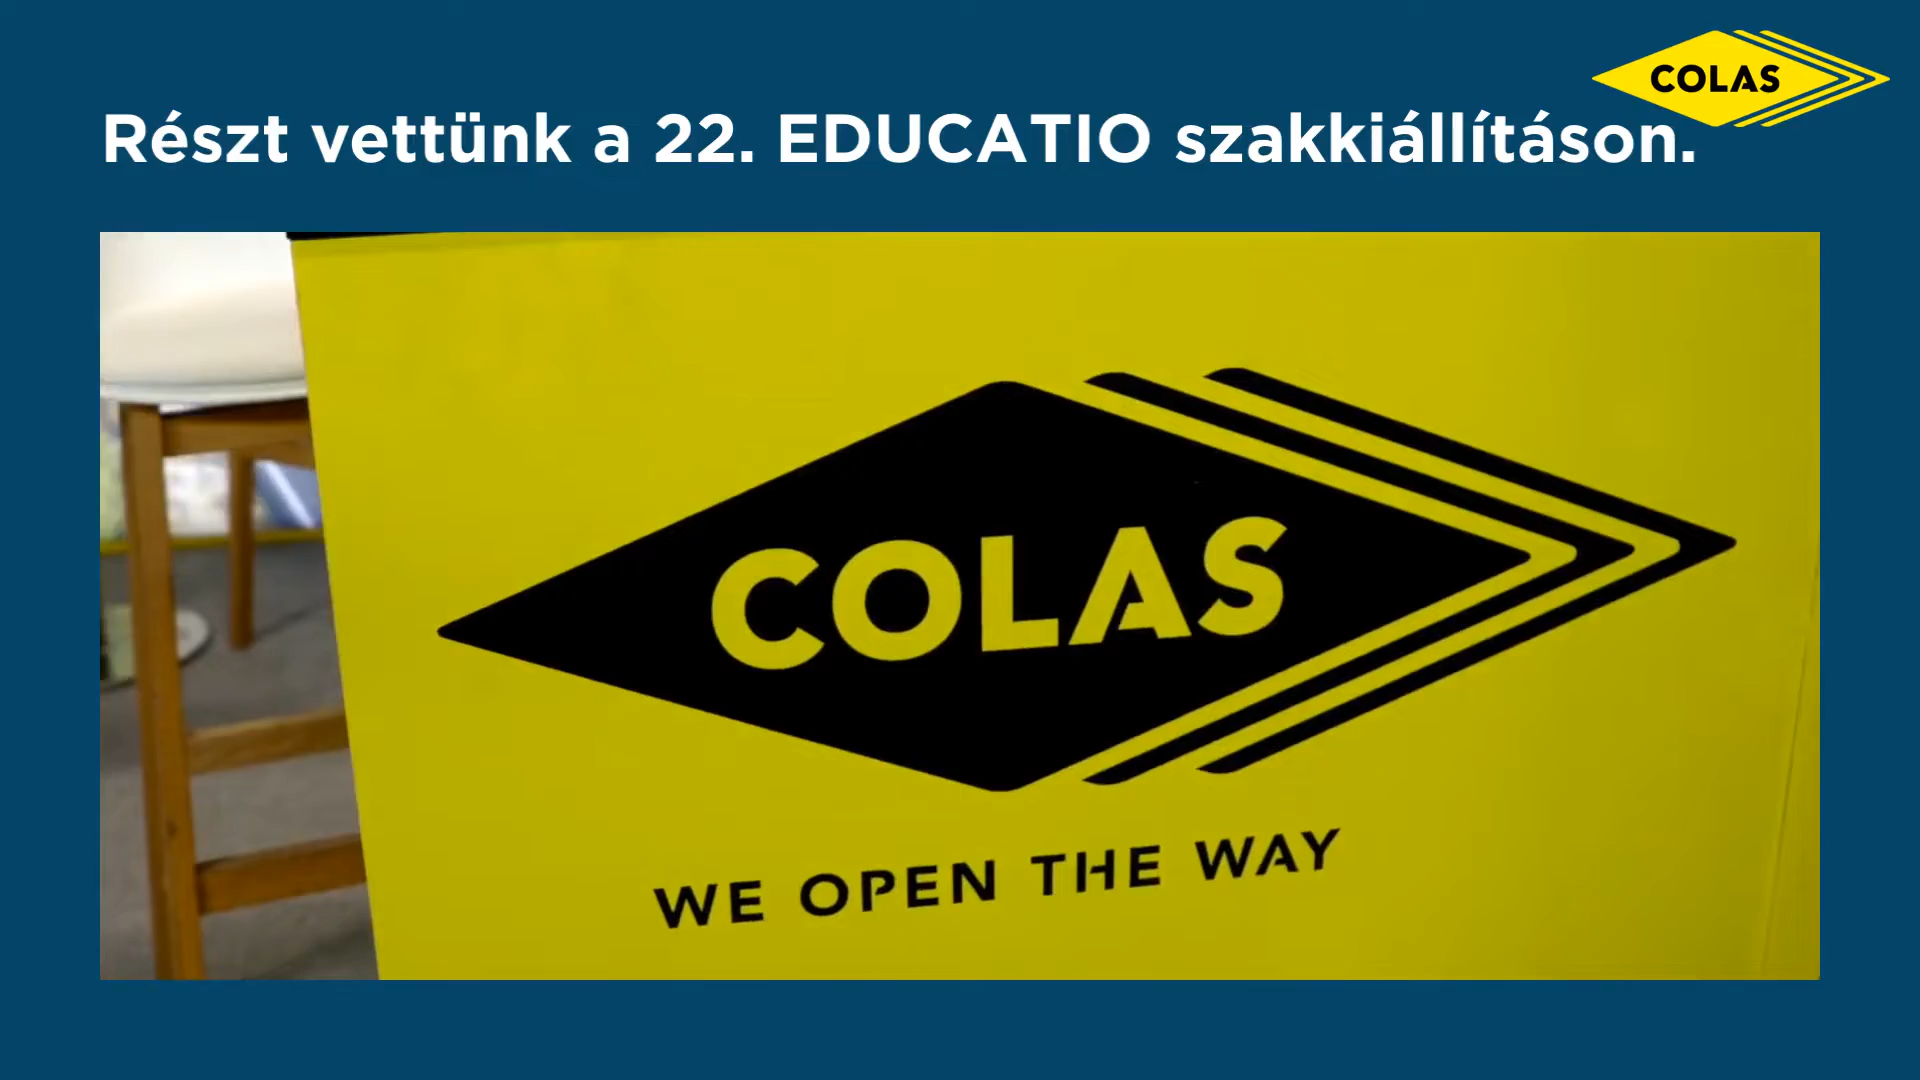 COLAS
Részt vettünk a 22. EDUCATIO szakkiállításon.
COLAS
WE OPEN THE WAY